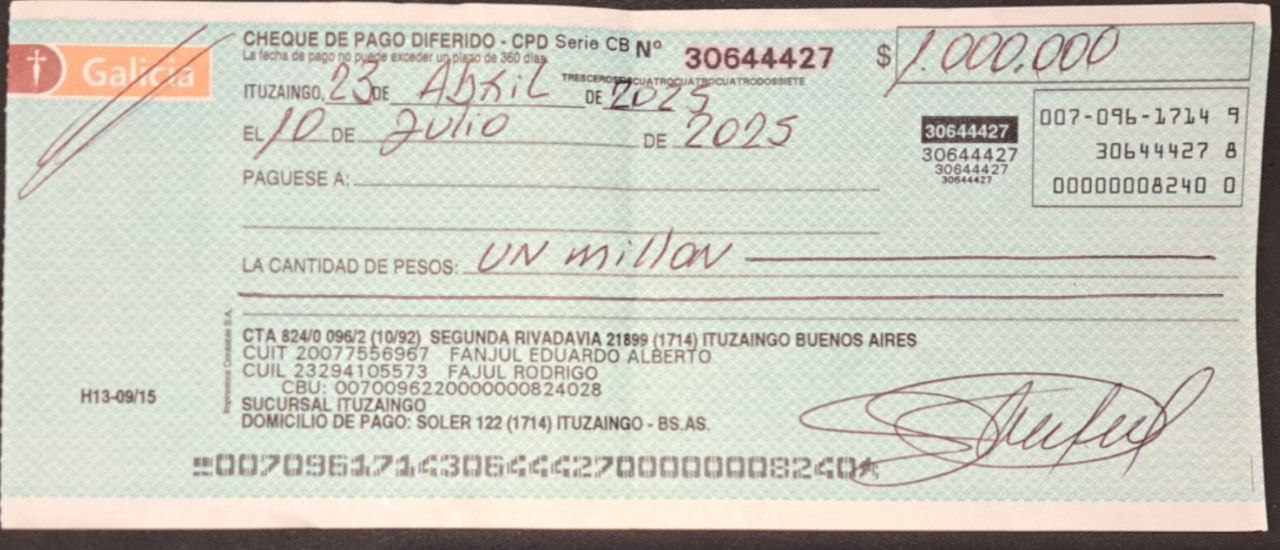 Galicia
CHEQUE DE PAGO DIFERIDO - CPD Serie CB Nº 30644427 $ 1.000.000
La fecha de pago no puede exceder un plazo de 360 días
TRESCEROSEISCUATROCUATROCUATRODOSSIETE
ITUZAINGO, 23 DE Abril DE 2025
EL 10 DE Julio DE 2025
30644427
30644427
30644427
30644427
007-096-1714 9
30644427 8
00000008240 0
PAGUESE A:
LA CANTIDAD DE PESOS: UN millon
CTA 824/0 096/2 (10/92) SEGUNDA RIVADAVIA 21899 (1714) ITUZAINGO BUENOS AIRES
CUIT 20077556967 FANJUL EDUARDO ALBERTO
CUIL 23294105573 FAJUL RODRIGO
CBU: 0070096220000000824028
SUCURSAL ITUZAINGO
DOMICILIO DE PAGO: SOLER 122 (1714) ITUZAINGO - BS.AS.
H13-09/15
00709617143064442700000008240